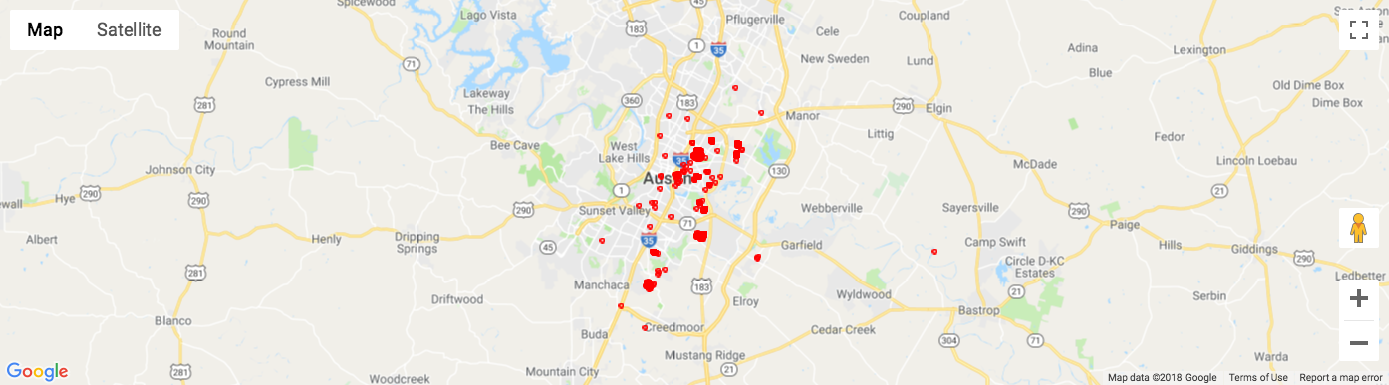 Map Satellite
Spicewood
Lago Vista
Pflugerville
Coupland
San Antonio
Round
Mountain
183
1
35
Cele
New Sweden
Lund
Adina
Blue
Lexington
71
Cypress Mill
281
Lakeway
The Hills
360
183
Old Dime Box
Dime Box
290
Elgin
Manor
Littig
Bee Cave
West
Lake Hills
35
Fedor
McDade
Lincoln Loebau
Johnson City
Austin
130
290
Hye
290
1
21
ewall
290
Sunset Valley
71
Webberville
Sayersville
290
Paige
Albert
Henly
Dripping
Springs
45
35
Garfield
Camp Swift
Hills
Giddings
290
281
Circle D-KC
Estates
Ledbetter
Driftwood
Manchaca
183
Elroy
Wyldwood
21
Serbin
Blanco
Buda
Creedmoor
Cedar Creek
Bastrop
304
71
Mustang Ridge
Warda
281
Woodcreek
Mountain City
21
Google
Map data ©2018 Google Terms of Use Report a map error